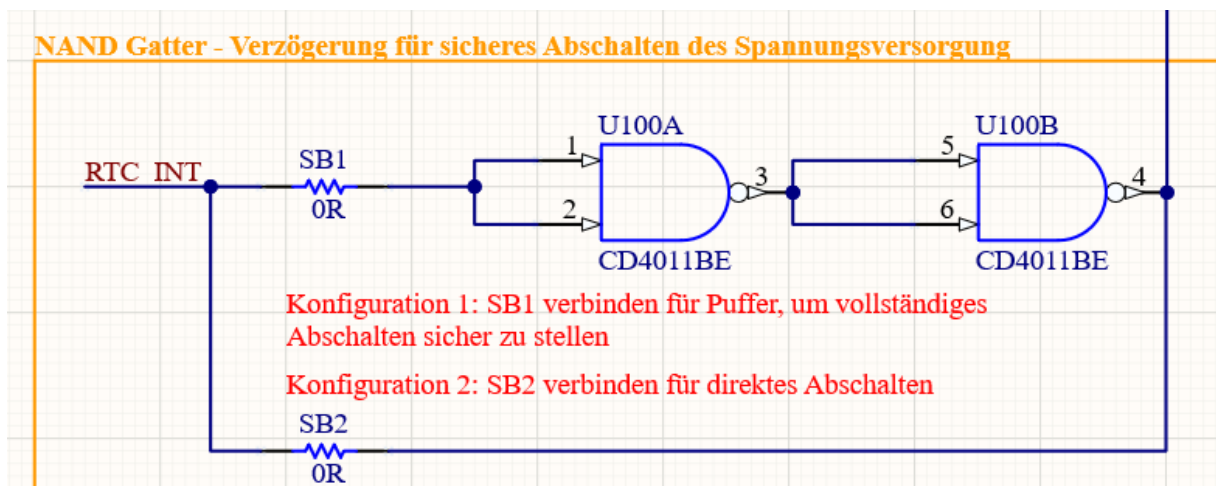 NAND Gatter - Verzögerung für sicheres Abschalten des Spannungsversorgung
U100A
U100B
RTC_INT
SB1
0R
1
2
3
5
6
4
CD4011BE
CD4011BE
Konfiguration 1: SB1 verbinden für Puffer, um vollständiges
Abschalten sicher zu stellen
Konfiguration 2: SB2 verbinden für direktes Abschalten
SB2
0R